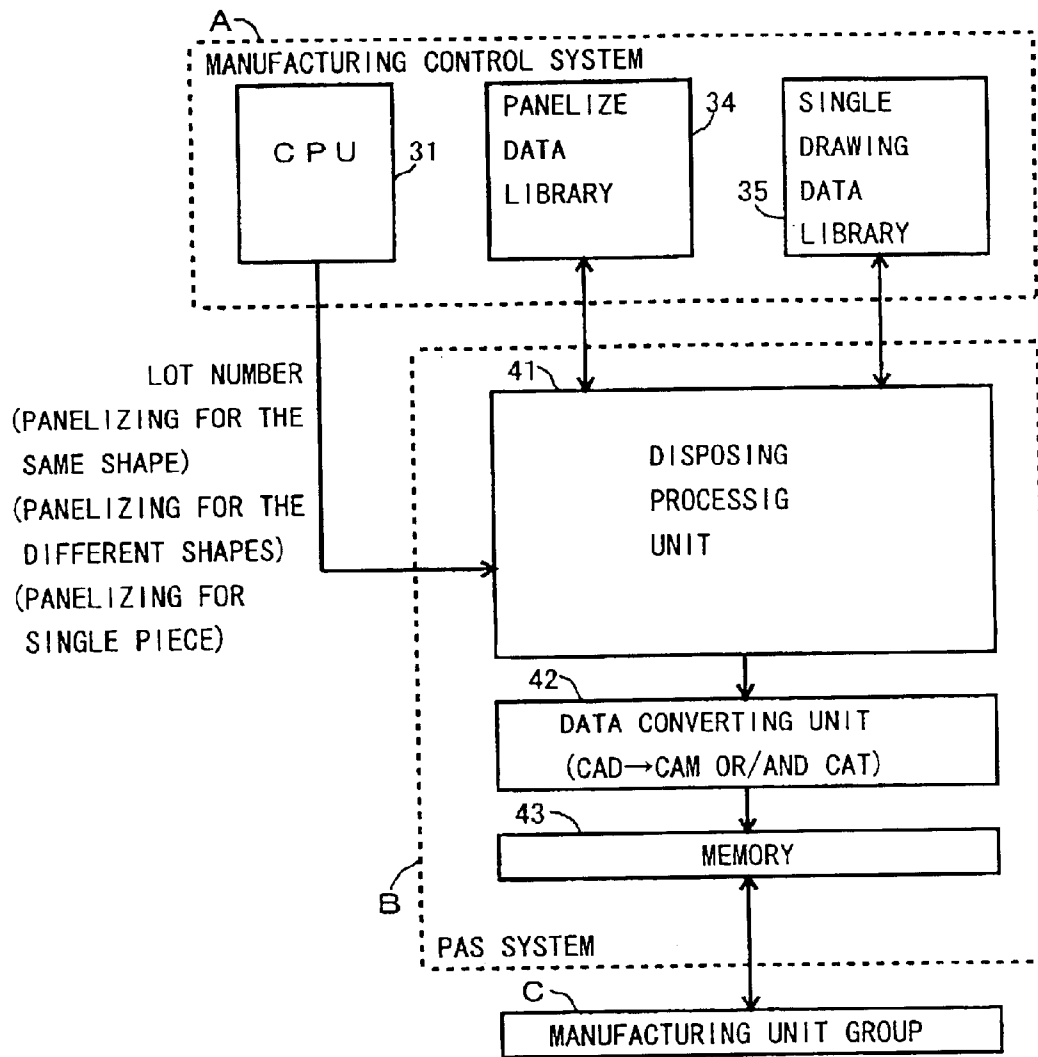 A
MANUFACTURING CONTROL SYSTEM
CPU
31
PANELIZE
DATA
LIBRARY
34
SINGLE
DRAWING
DATA
LIBRARY
35
LOT NUMBER
(PANELIZING FOR THE
SAME SHAPE)
(PANELIZING FOR THE
DIFFERENT SHAPES)
(PANELIZING FOR
SINGLE PIECE)
41
DISPOSING
PROCESSIG
UNIT
42
DATA CONVERTING UNIT
(CAD→CAM OR/AND CAT)
43
MEMORY
B
PAS SYSTEM
C
MANUFACTURING UNIT GROUP